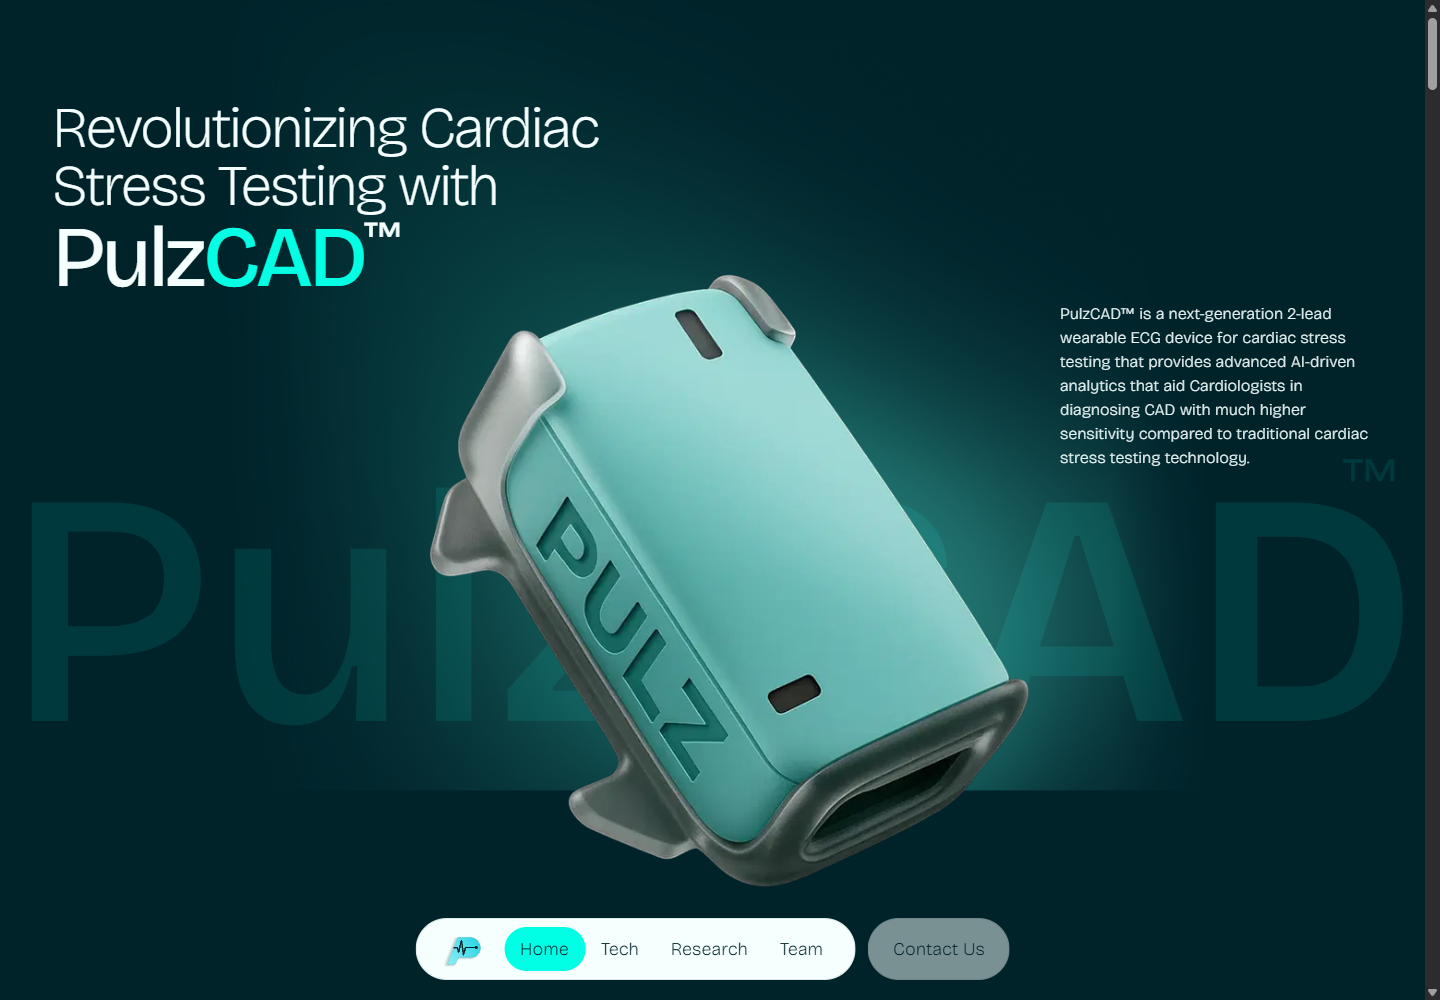 Revolutionizing Cardiac
Stress Testing with
PulzCAD™
PulzCAD™ is a next-generation 2-lead
wearable ECG device for cardiac stress
testing that provides advanced AI-driven
analytics that aid Cardiologists in
diagnosing CAD with much higher
sensitivity compared to traditional cardiac
stress testing technology.
PulzCAD™
PULZ
Home
Tech
Research
Team
Contact Us